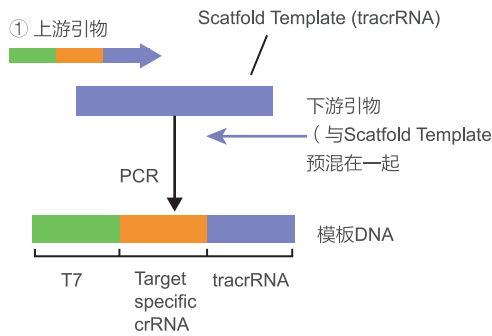 Scatfold Template (tracrRNA)
① 上游引物
下游引物
（与Scatfold Template
预混在一起
PCR
模板DNA
T7
Target
specific
crRNA
tracrRNA